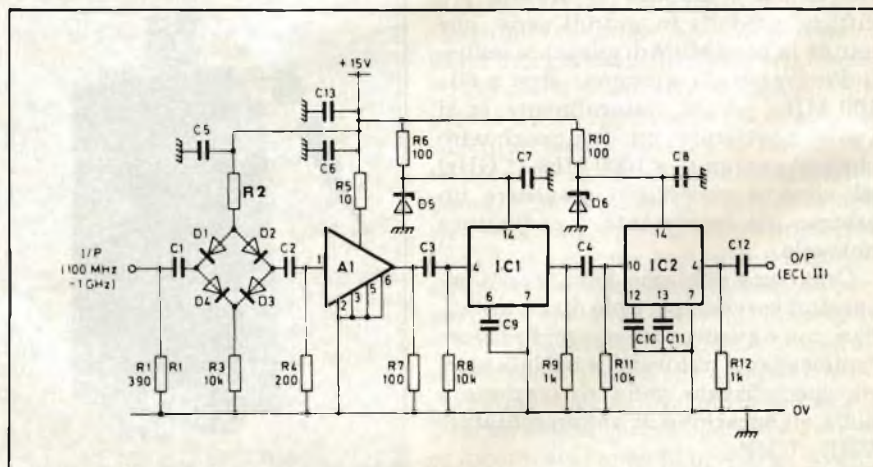 + 15V
C13
C5
C6
R2
R5
10
R6
100
D5
C7
R10
100
D6
C8
I/P
(100 MHz
-1GHz)
C1
D1
D2
D4
D3
C2
1
A1
2
3
5
6
C3
14
4
IC1
6
7
C9
C4
14
10
IC2
4
12
13
7
C10
C11
C12
O/P
(ECL II)
R1
390
R1
R3
10k
R4
200
R7
100
R8
10k
R9
1k
R11
10k
R12
1k
0V